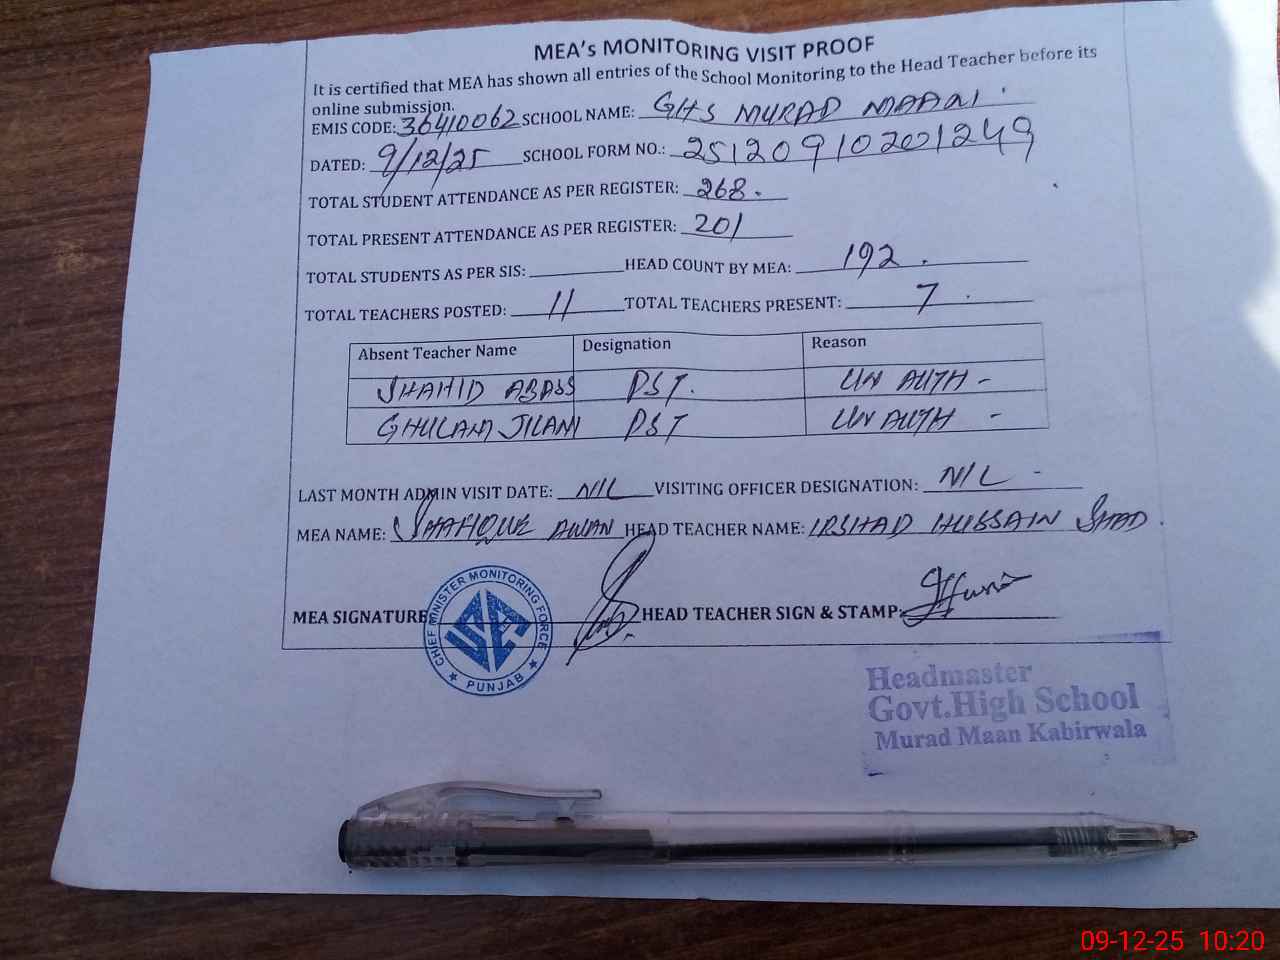 MEA's MONITORING VISIT PROOF
It is certified that MEA has shown all entries of the School Monitoring to the Head Teacher before its
online submission.
EMIS CODE: 36410062 SCHOOL NAME: GHS MURAD MAAN
DATED: 9/12/25 SCHOOL FORM NO.: 25120910201249
TOTAL STUDENT ATTENDANCE AS PER REGISTER: 268.
TOTAL PRESENT ATTENDANCE AS PER REGISTER: 201
TOTAL STUDENTS AS PER SIS: HEAD COUNT BY MEA: 192.
TOTAL TEACHERS POSTED: 11 TOTAL TEACHERS PRESENT: 7.
Absent Teacher Name Designation Reason
SHAHID ABASS PST. UN AUTH -
GHULAM JILANI PST UN AUTH -
LAST MONTH ADMIN VISIT DATE: NIL VISITING OFFICER DESIGNATION: NIL -
MEA NAME: SHAFIQUE AWAN HEAD TEACHER NAME: IRSHAD HUSSAIN SHAD.
MEA SIGNATURE HEAD TEACHER SIGN & STAMP:
CHIEF MINISTER MONITORING FORCE
PUNJAB
Headmaster
Govt.High School
Murad Maan Kabirwala
09-12-25 10:20